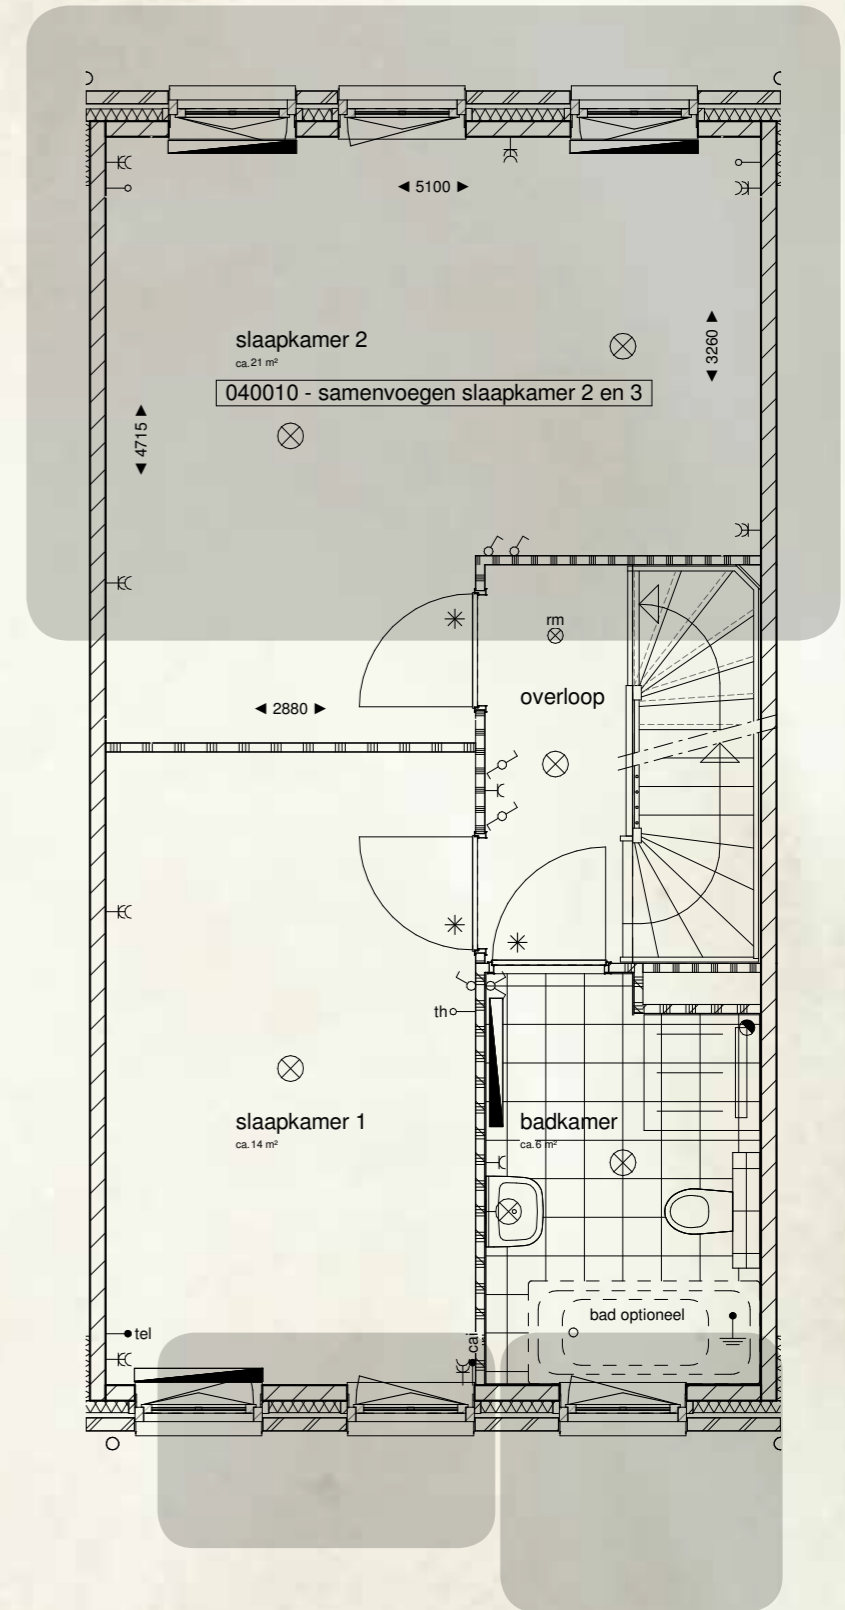 ◄ 5100 ►
slaapkamer 2
ca. 21 m²
◄ 3260 ►
040010 - samenvoegen slaapkamer 2 en 3
◄ 4715 ►
rm
overloop
◄ 2880 ►
th
slaapkamer 1
ca. 14 m²
badkamer
ca. 6 m²
bad optioneel
tel
cai